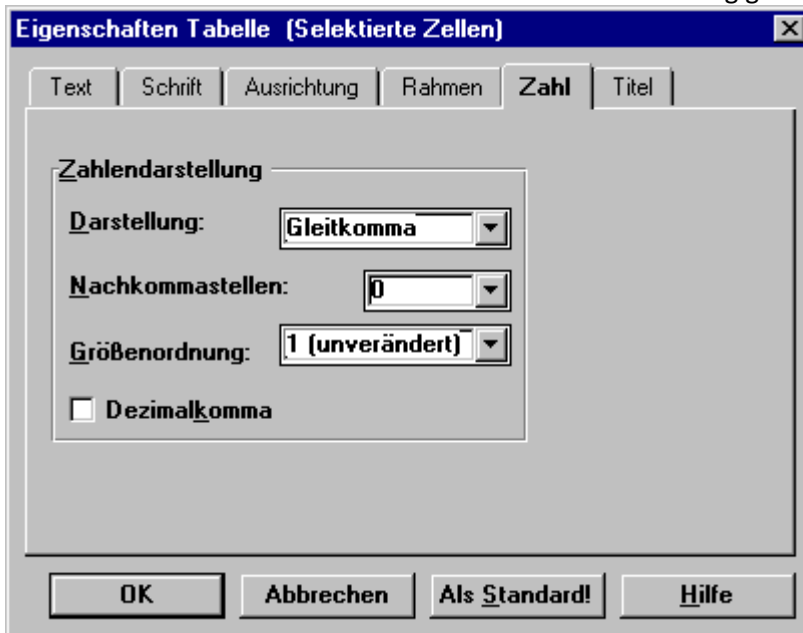 Eigenschaften Tabelle (Selektierte Zellen)
Text Schrift Ausrichtung Rahmen Zahl Titel
Zahlendarstellung
Darstellung: Gleitkomma
Nachkommastellen: 0
Größenordnung: 1 (unverändert)
Dezimalkomma
OK Abbrechen Als Standard! Hilfe